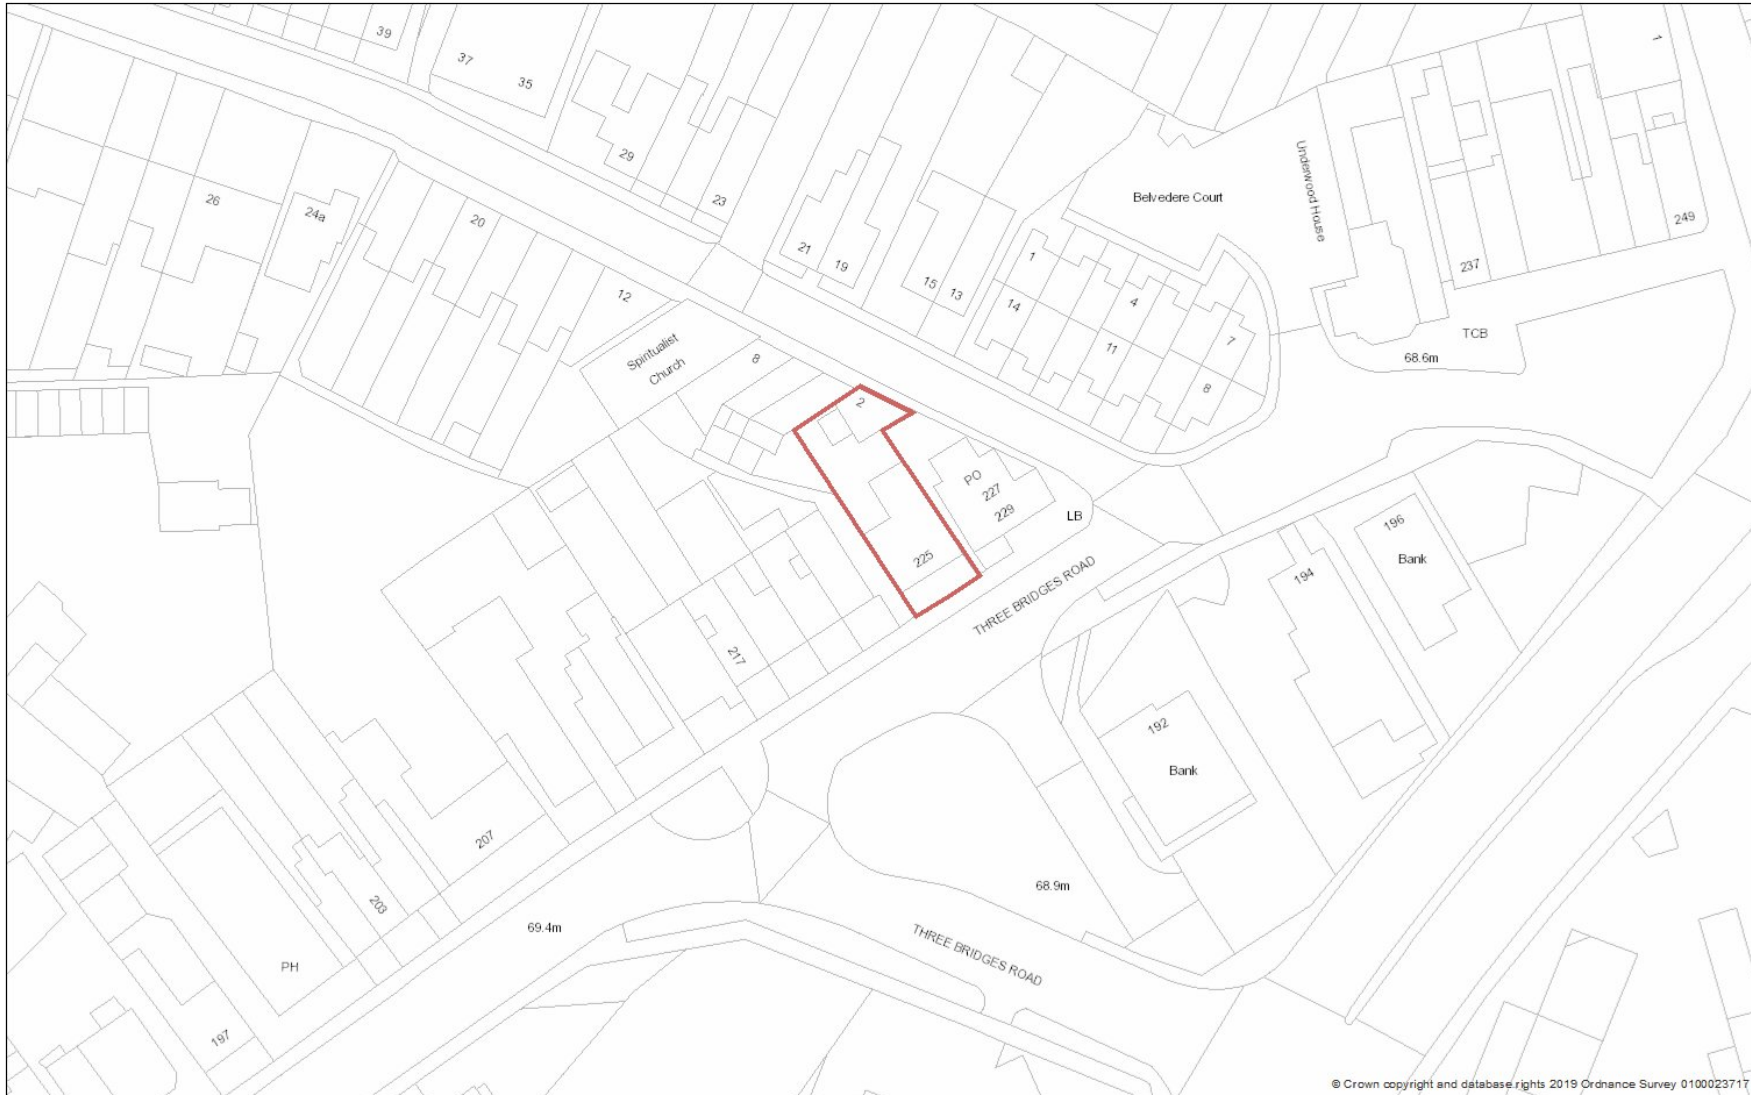 39
37
35
1
29
23
26
24a
20
Belvedere Court
Underwood House
249
237
21
19
15
13
1
14
4
11
7
8
12
TCB
68.6m
Spiritualist
Church
8
2
PO
227
229
LB
225
196
Bank
194
THREE BRIDGES ROAD
217
192
Bank
207
203
68.9m
69.4m
THREE BRIDGES ROAD
PH
197
© Crown copyright and database rights 2019 Ordnance Survey 0100023717